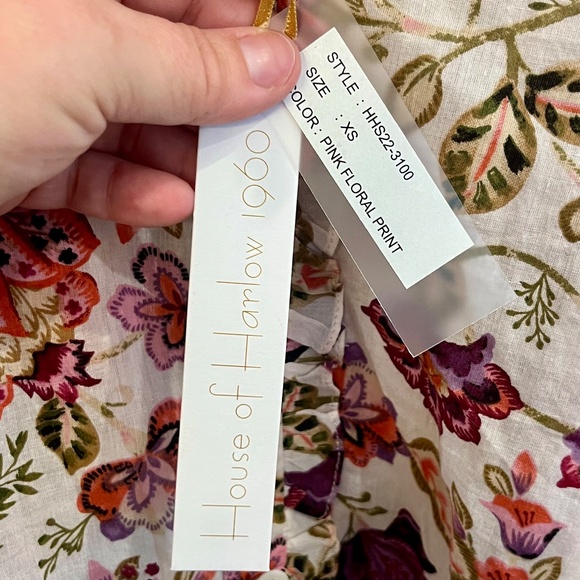 House of Harlow 1960
STYLE : HHS22-3100
SIZE : XS
COLOR : PINK FLORAL PRINT